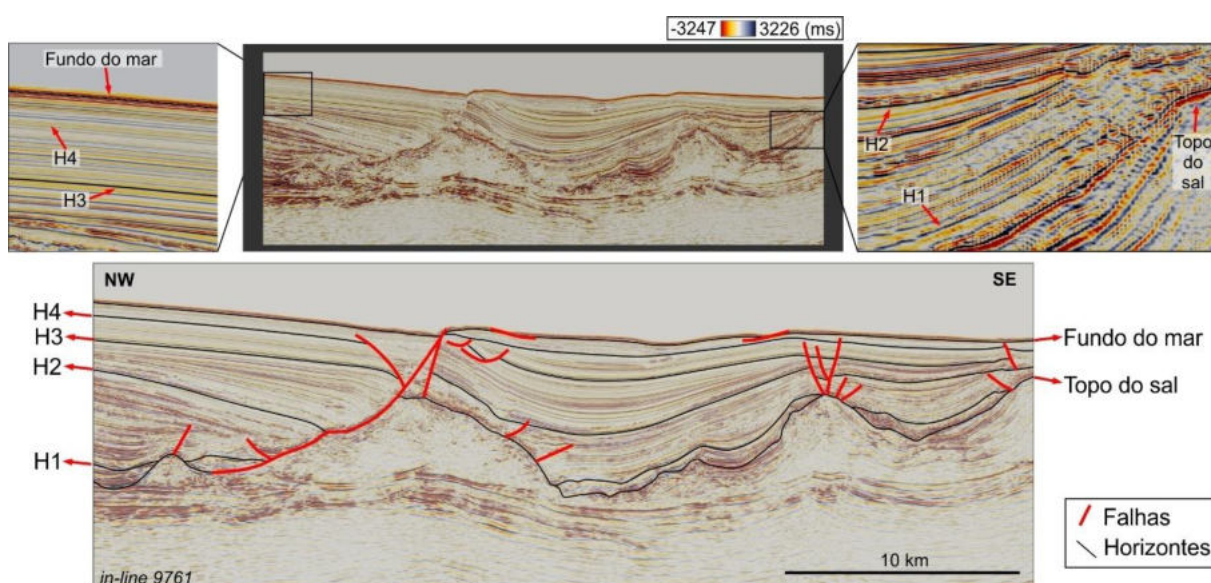 -3247 3226 (ms)
Fundo do mar
H4
H3
H2
H1
Topo
do
sal
NW
SE
H4
H3
H2
H1
Fundo do mar
Topo do sal
10 km
Falhas
Horizontes
in-line 9761